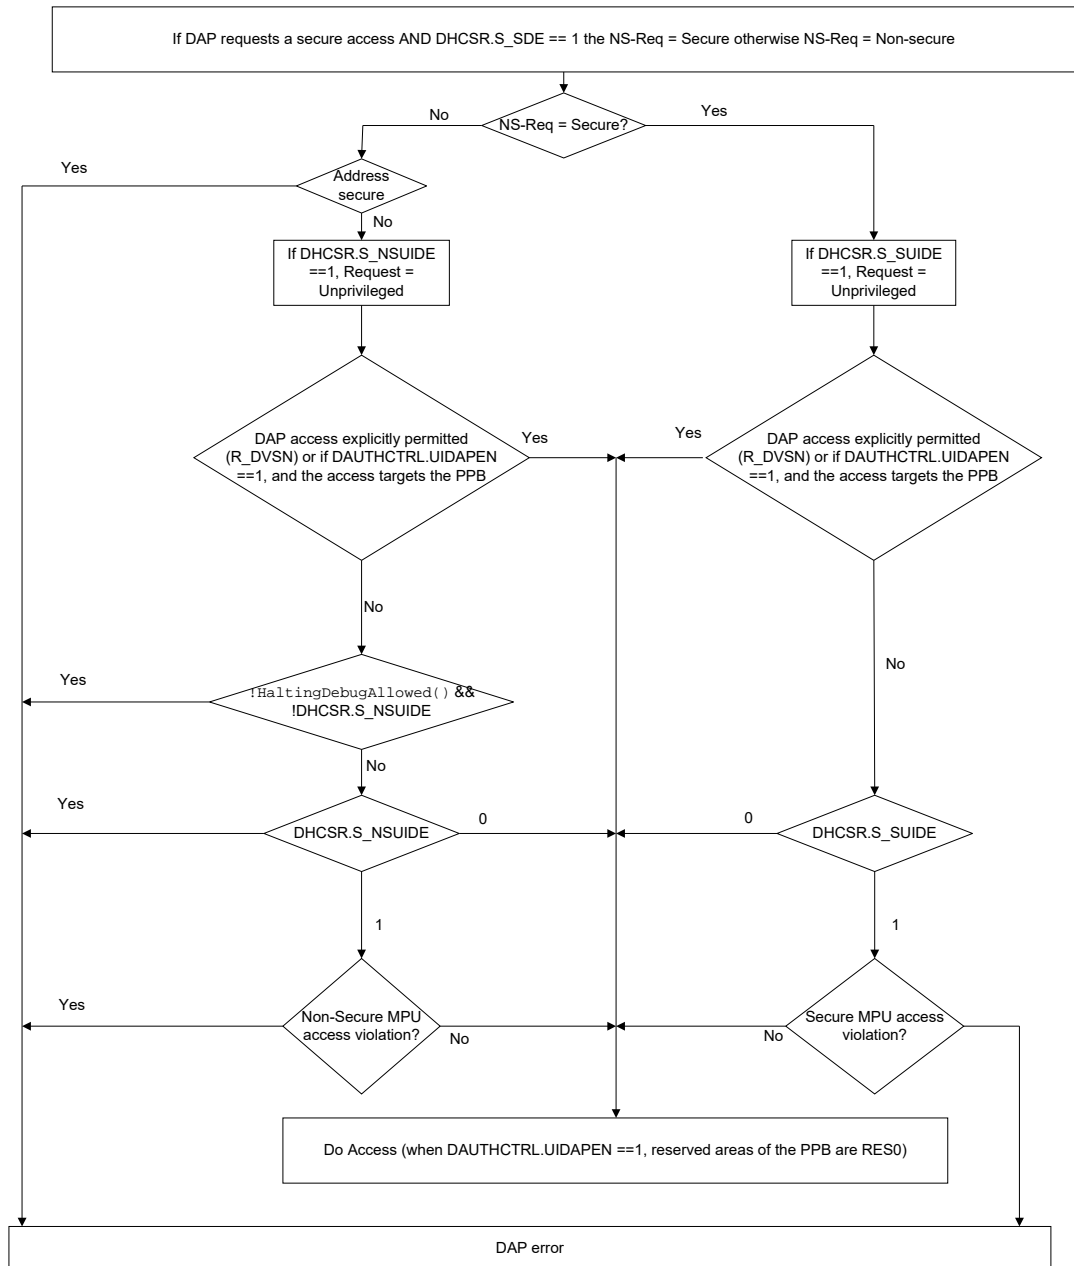 If DAP requests a secure access AND DHCSR.S_SDE == 1 the NS-Req = Secure otherwise NS-Req = Non-secure
No
NS-Req = Secure?
Yes
Yes
Address
secure
No
If DHCSR.S_NSUIDE
==1, Request =
Unprivileged
If DHCSR.S_SUIDE
==1, Request =
Unprivileged
DAP access explicitly permitted
(R_DVSN) or if DAUTHCTRL.UIDAPEN
==1, and the access targets the PPB
Yes
Yes
DAP access explicitly permitted
(R_DVSN) or if DAUTHCTRL.UIDAPEN
==1, and the access targets the PPB
No
No
Yes
!HaltingDebugAllowed() &&
!DHCSR.S_NSUIDE
No
Yes
DHCSR.S_NSUIDE
0
0
DHCSR.S_SUIDE
1
1
Yes
Non-Secure MPU
access violation?
No
No
Secure MPU access
violation?
Do Access (when DAUTHCTRL.UIDAPEN ==1, reserved areas of the PPB are RES0)
DAP error